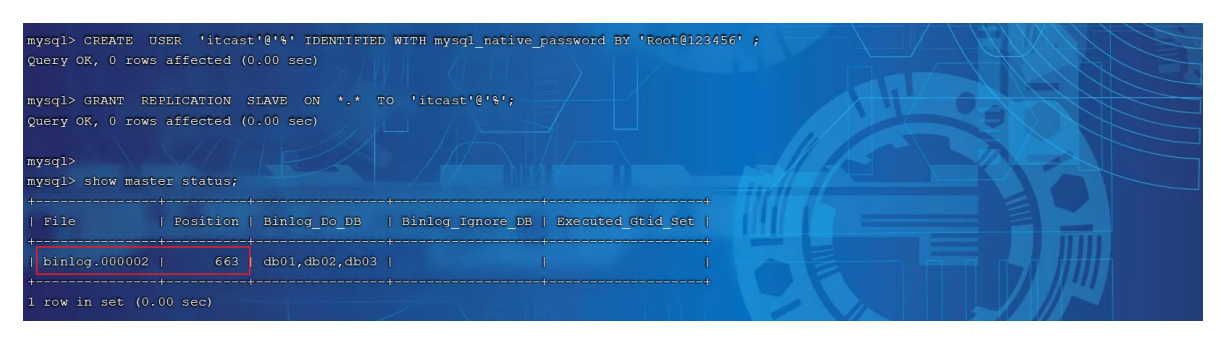 mysql> CREATE  USER  'itcast'@'%' IDENTIFIED WITH mysql_native_password BY 'Root@123456' ;
Query OK, 0 rows affected (0.00 sec)
mysql> GRANT  REPLICATION  SLAVE  ON  *.*  TO  'itcast'@'%';
Query OK, 0 rows affected (0.00 sec)
mysql>
mysql> show master status;
+---------------+----------+----------------+------------------+-------------------+
| File          | Position | Binlog_Do_DB   | Binlog_Ignore_DB | Executed_Gtid_Set |
+---------------+----------+----------------+------------------+-------------------+
| binlog.000002 |      663 | db01,db02,db03 |                  |                   |
+---------------+----------+----------------+------------------+-------------------+
1 row in set (0.00 sec)